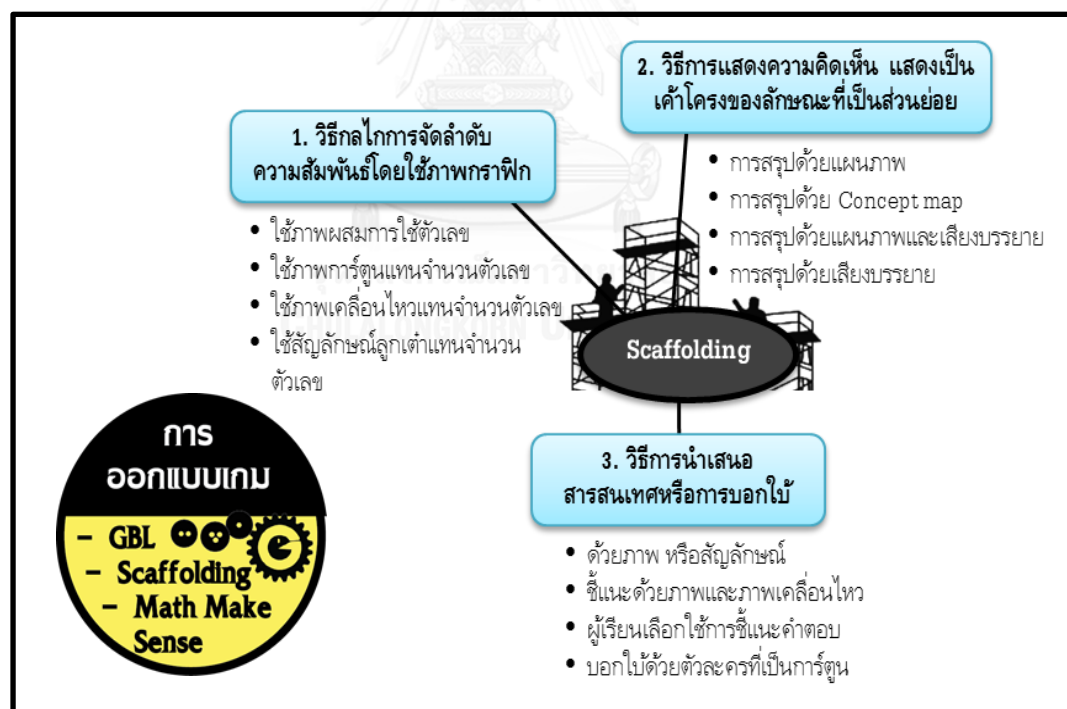 2. วิธีการแสดงความคิดเห็น แสดงเป็น
เค้าโครงของลักษณะที่เป็นส่วนย่อย
• การสรุปด้วยแผนภาพ
• การสรุปด้วย Concept map
• การสรุปด้วยแผนภาพและเสียงบรรยาย
• การสรุปด้วยเสียงบรรยาย
1. วิธีกลไกการจัดลำดับ
ความสัมพันธ์โดยใช้ภาพกราฟิก
• ใช้ภาพผสมการใช้ตัวเลข
• ใช้ภาพการ์ตูนแทนจำนวนตัวเลข
• ใช้ภาพเคลื่อนไหวแทนจำนวนตัวเลข
• ใช้สัญลักษณ์ลูกเต๋าแทนจำนวน
ตัวเลข
Scaffolding
3. วิธีการนำเสนอ
สารสนเทศหรือการบอกใบ้
• ด้วยภาพ หรือสัญลักษณ์
• ชี้แนะด้วยภาพและภาพเคลื่อนไหว
• ผู้เรียนเลือกใช้การชี้แนะคำตอบ
• บอกใบ้ด้วยตัวละครที่เป็นการ์ตูน
การ
ออกแบบเกม
- GBL
- Scaffolding
- Math Make
Sense